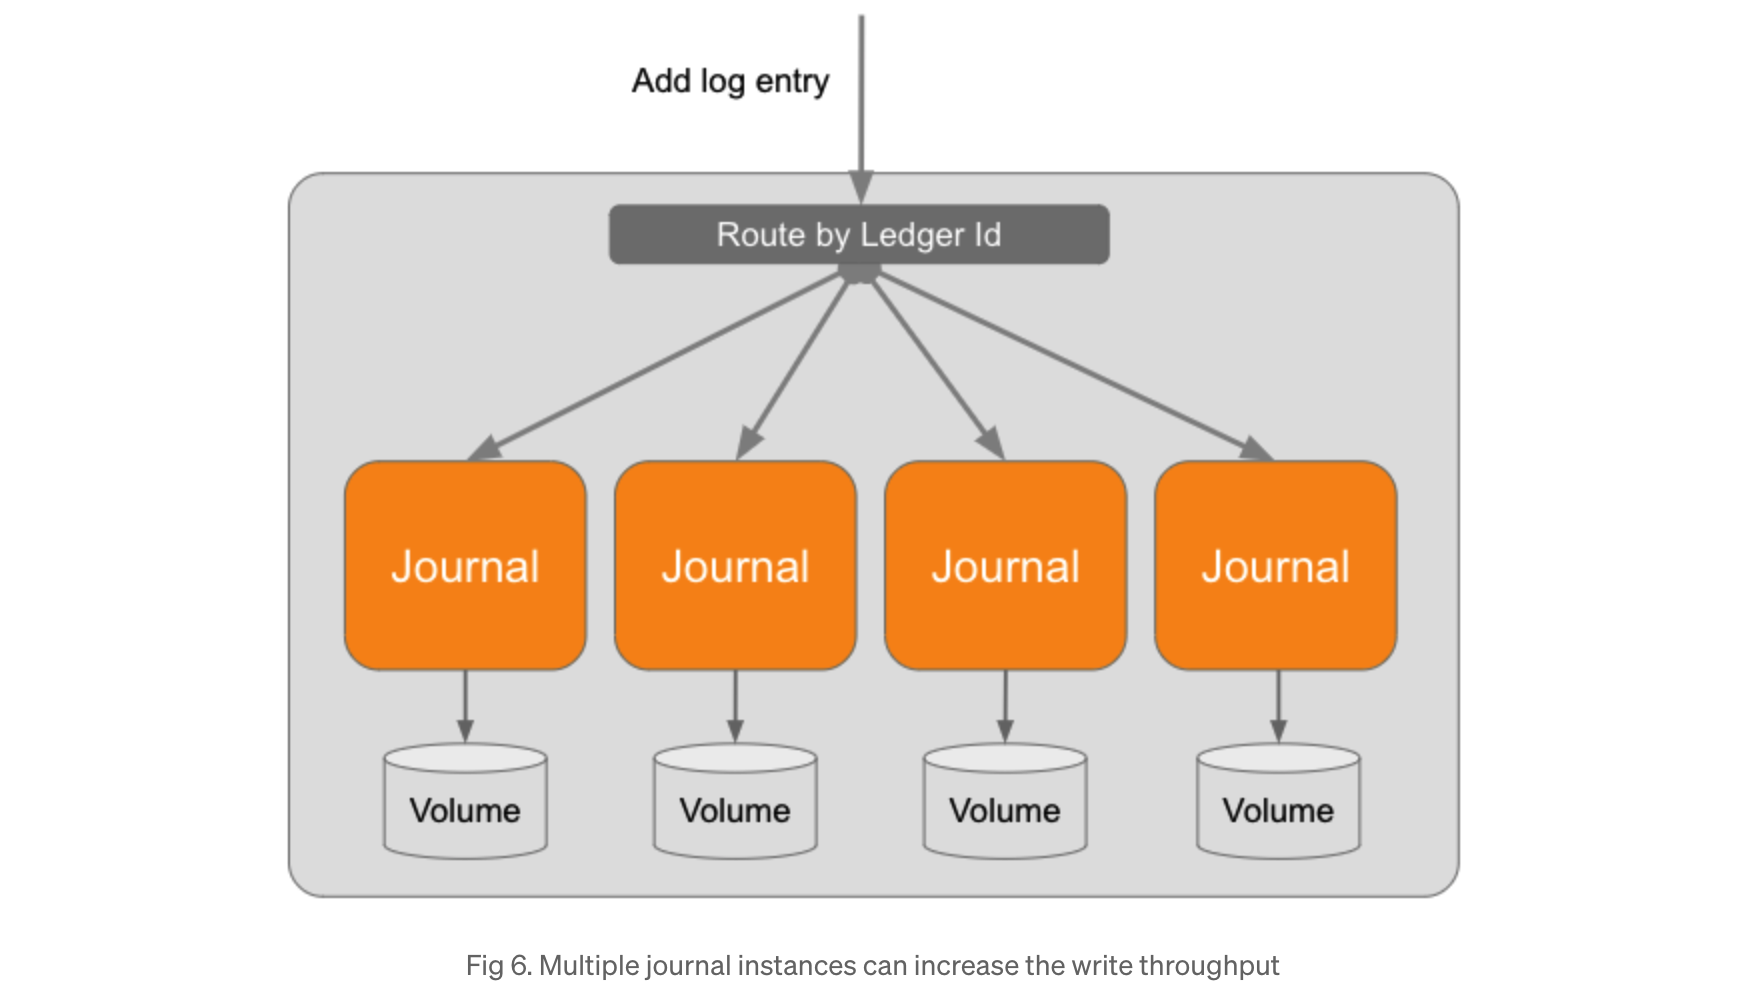 Add log entry
Route by Ledger Id
Journal
Journal
Journal
Journal
Volume
Volume
Volume
Volume
Fig 6. Multiple journal instances can increase the write throughput